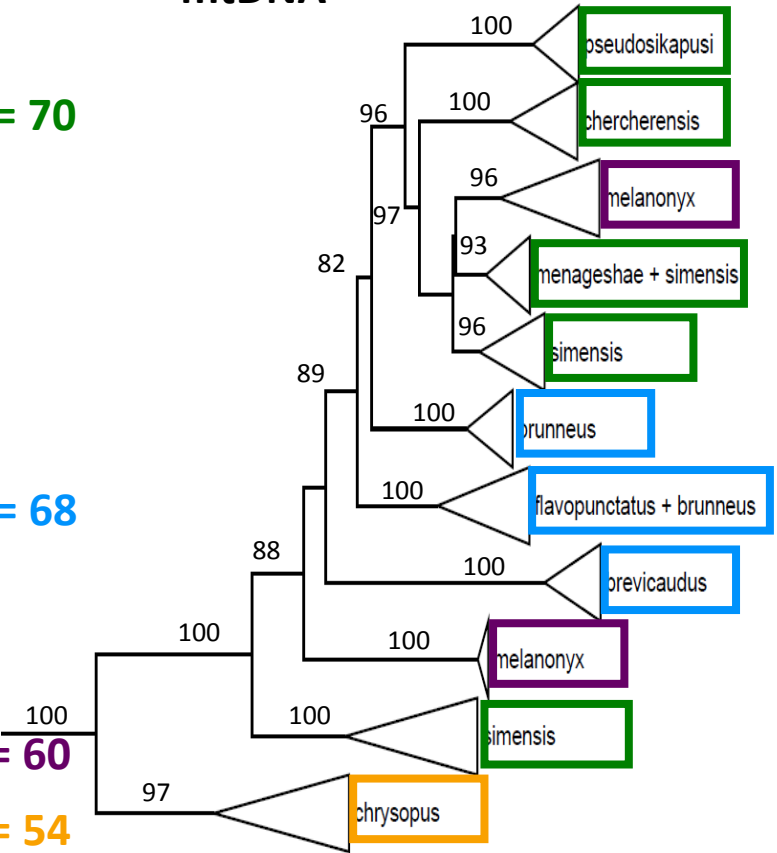 mtDNA
100
pseudosikapusi
= 70
96
100
chercherensis
96
melanonyx
97
93
menageshae + simensis
82
96
simensis
89
100
brunneus
= 68
100
flavopunctatus + brunneus
88
100
brevicaudus
100
100
melanonyx
100
100
simensis
= 60
97
chrysopus
= 54